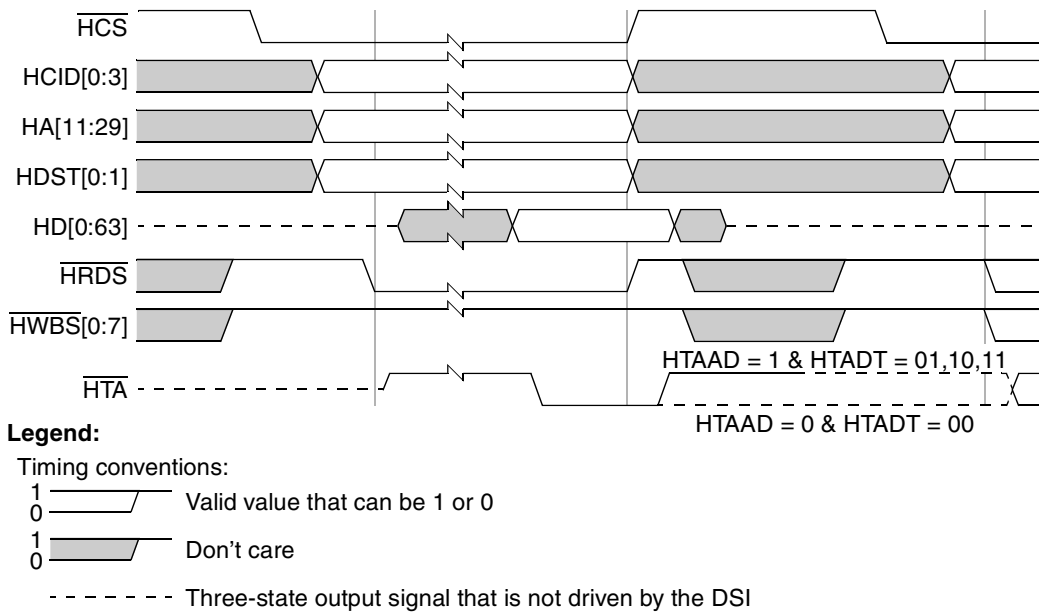 HCS
HCID[0:3]
HA[11:29]
HDST[0:1]
HD[0:63]
HRDS
HWBS[0:7]
HTAAD = 1 & HTADT = 01,10,11
HTA
HTAAD = 0 & HTADT = 00
Legend:
Timing conventions:
1
0
Valid value that can be 1 or 0
1
0
Don't care
Three-state output signal that is not driven by the DSI